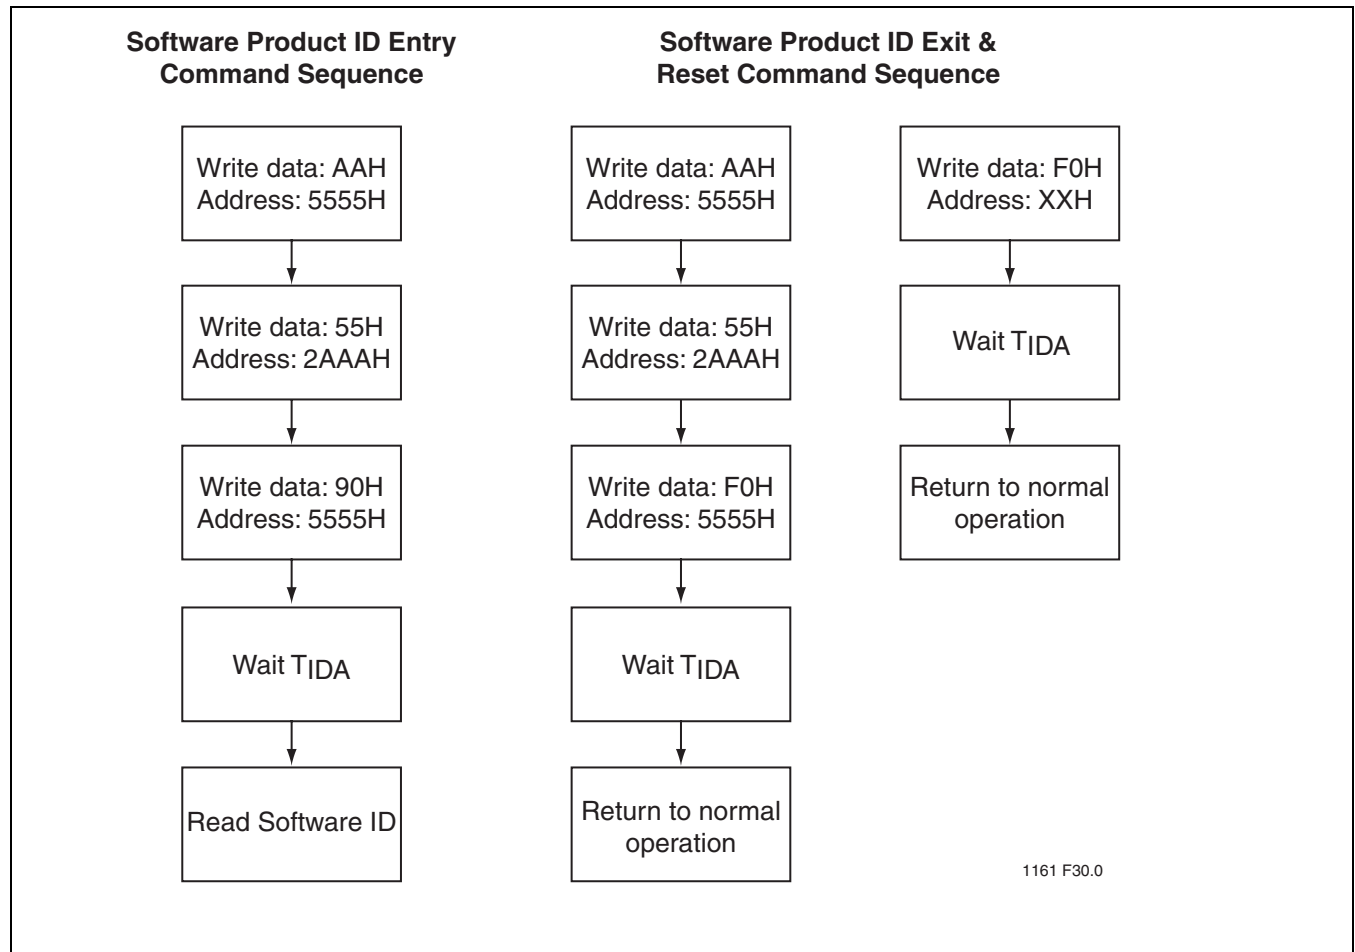 Software Product ID Entry
Command Sequence
Write data: AAH
Address: 5555H
Write data: 55H
Address: 2AAAH
Write data: 90H
Address: 5555H
Wait TIDA
Read Software ID
Software Product ID Exit &
Reset Command Sequence
Write data: AAH
Address: 5555H
Write data: 55H
Address: 2AAAH
Write data: F0H
Address: 5555H
Wait TIDA
Return to normal
operation
Write data: F0H
Address: XXH
Wait TIDA
Return to normal
operation
1161 F30.0